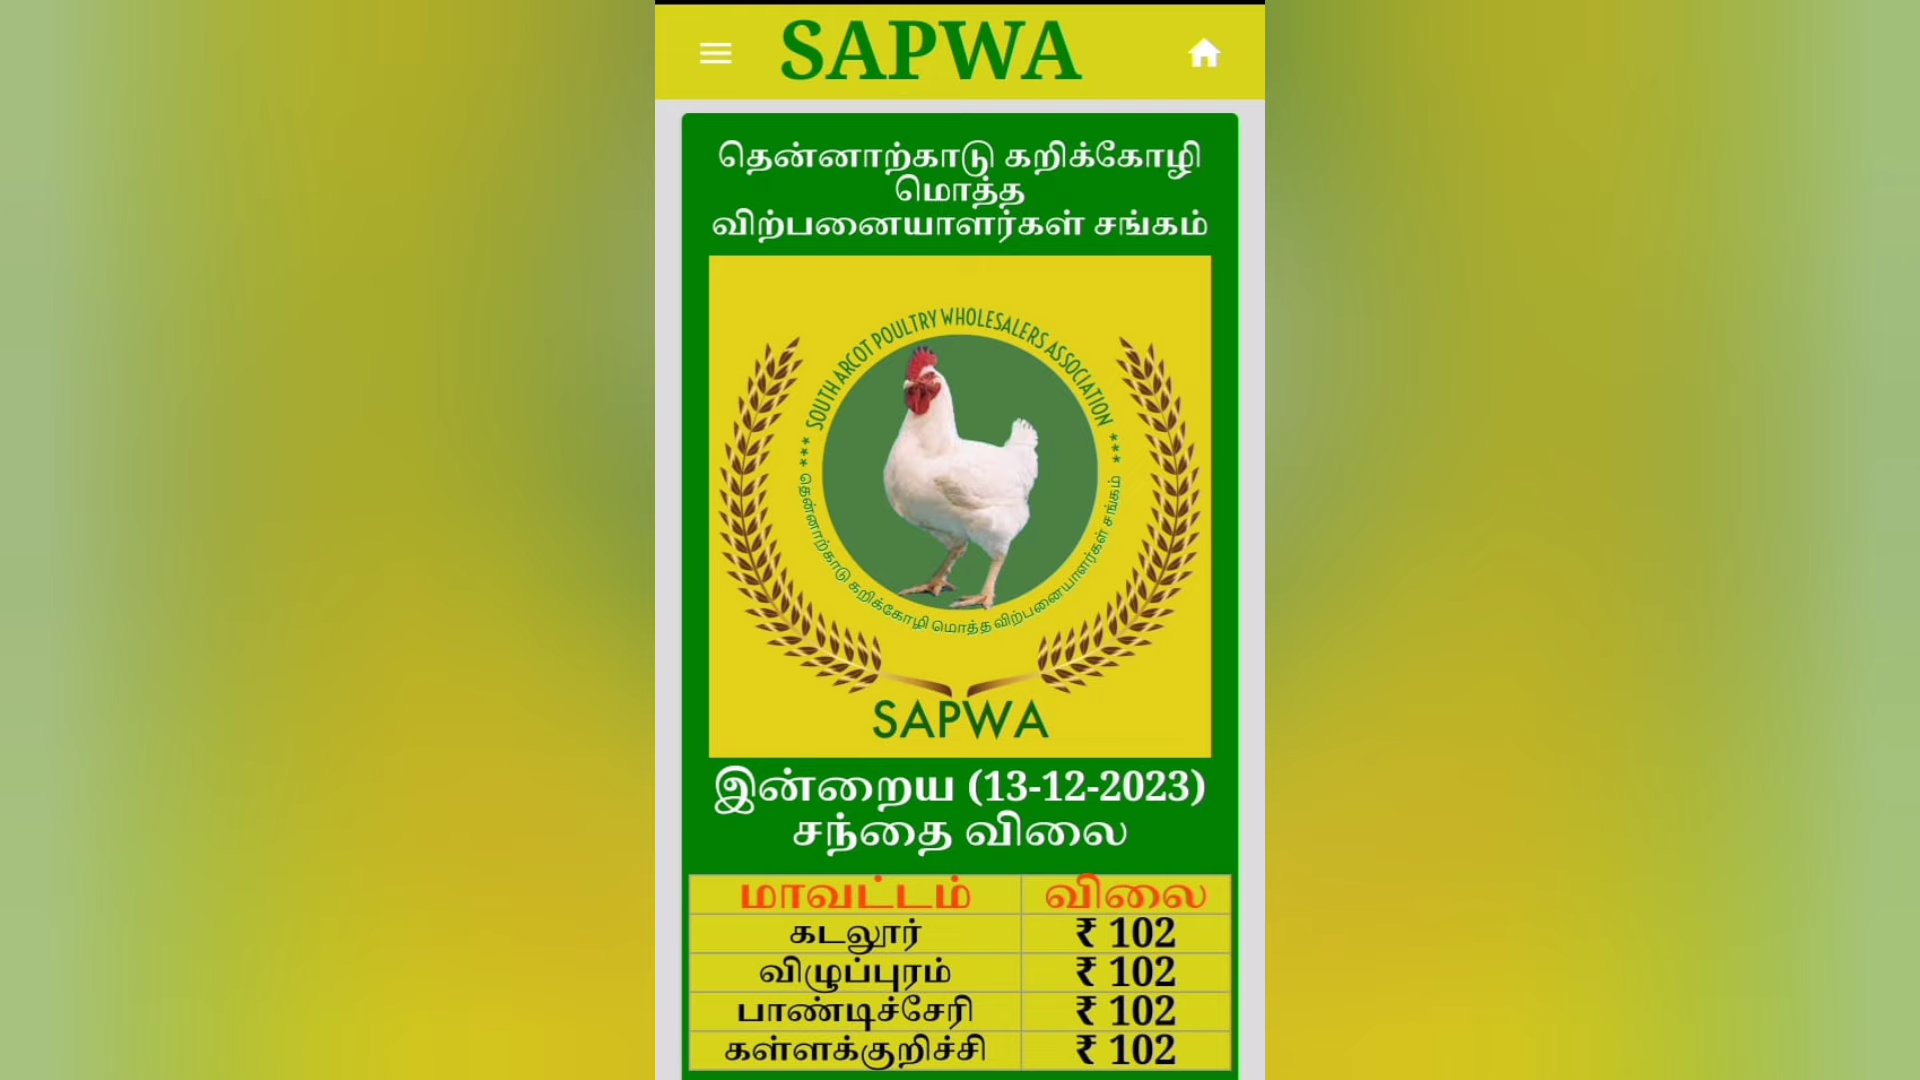 SAPWA
தென்னாற்காடு கறிக்கோழி
மொத்த
விற்பனையாளர்கள் சங்கம்
*** SOUTH ARCOT POULTRY WHOLESALERS ASSOCIATION ***
தென்னாற்காடு கறிக்கோழி மொத்த விற்பனையாளர்கள் சங்கம்
SAPWA
இன்றைய (13-12-2023)
சந்தை விலை
மாவட்டம் விலை
கடலூர் ₹ 102
விழுப்புரம் ₹ 102
பாண்டிச்சேரி ₹ 102
கள்ளக்குறிச்சி ₹ 102